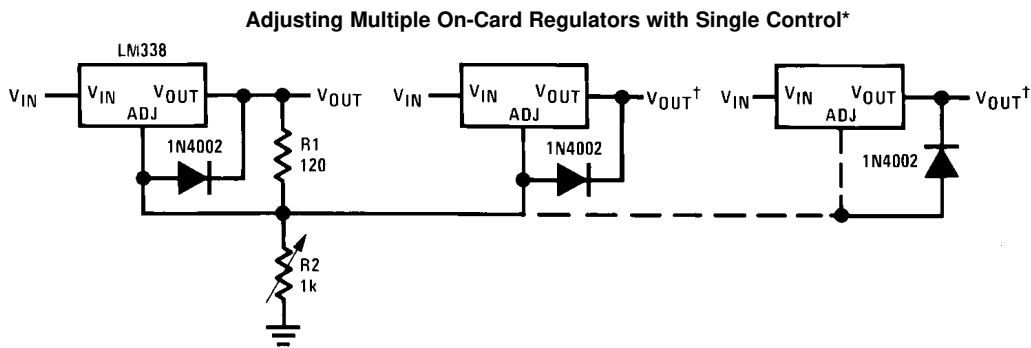 Adjusting Multiple On-Card Regulators with Single Control*
LM338
VIN VIN VOUT VOUT
ADJ
1N4002
R1
120
R2
1k
VIN VIN VOUT VOUT†
ADJ
1N4002
VIN VIN VOUT VOUT†
ADJ
1N4002